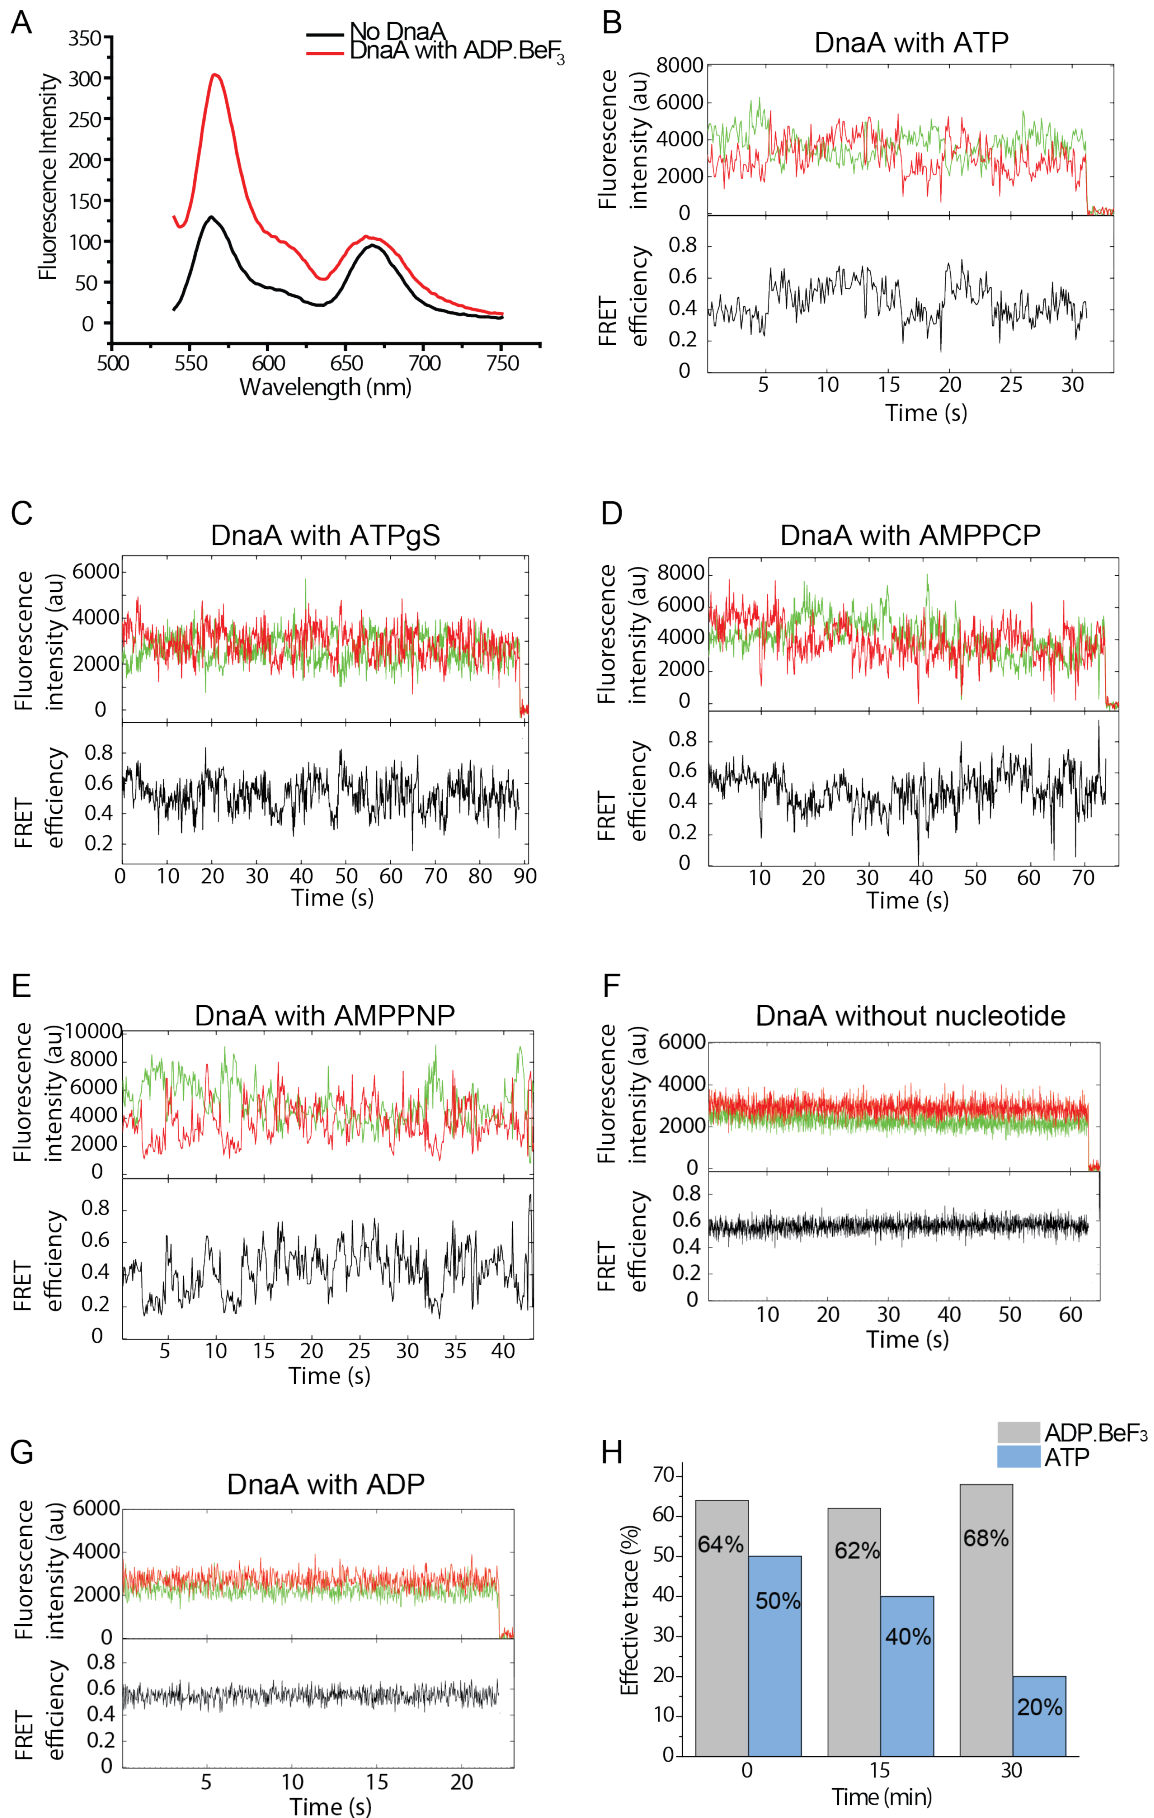 A
No DnaA
DnaA with ADP.BeF3
Fluorescence Intensity
350
300
250
200
150
100
50
0
500 550 600 650 700 750
Wavelength (nm)
B
DnaA with ATP
Fluorescence
intensity (au)
8000
6000
4000
2000
0
FRET
efficiency
0.8
0.6
0.4
0.2
0
5 10 15 20 25 30
Time (s)
C
DnaA with ATPgS
Fluorescence
intensity (au)
6000
4000
2000
0
FRET
efficiency
0.8
0.6
0.4
0.2
0 10 20 30 40 50 60 70 80 90
Time (s)
D
DnaA with AMPPCP
Fluorescence
intensity (au)
8000
6000
4000
2000
0
FRET
efficiency
0.8
0.6
0.4
0.2
0
10 20 30 40 50 60 70
Time (s)
E
DnaA with AMPPNP
Fluorescence
intensity (au)
10000
8000
6000
4000
2000
0
FRET
efficiency
0.8
0.6
0.4
0.2
0
5 10 15 20 25 30 35 40
Time (s)
F
DnaA without nucleotide
Fluorescence
intensity (au)
6000
4000
2000
0
FRET
efficiency
0.8
0.6
0.4
0.2
0
10 20 30 40 50 60
Time (s)
G
DnaA with ADP
Fluorescence
intensity (au)
6000
4000
2000
0
FRET
efficiency
0.8
0.6
0.4
0.2
0
5 10 15 20
Time (s)
H
ADP.BeF3
ATP
Effective trace (%)
70
60
50
40
30
20
10
0
64%
50%
62%
40%
68%
20%
0 15 30
Time (min)